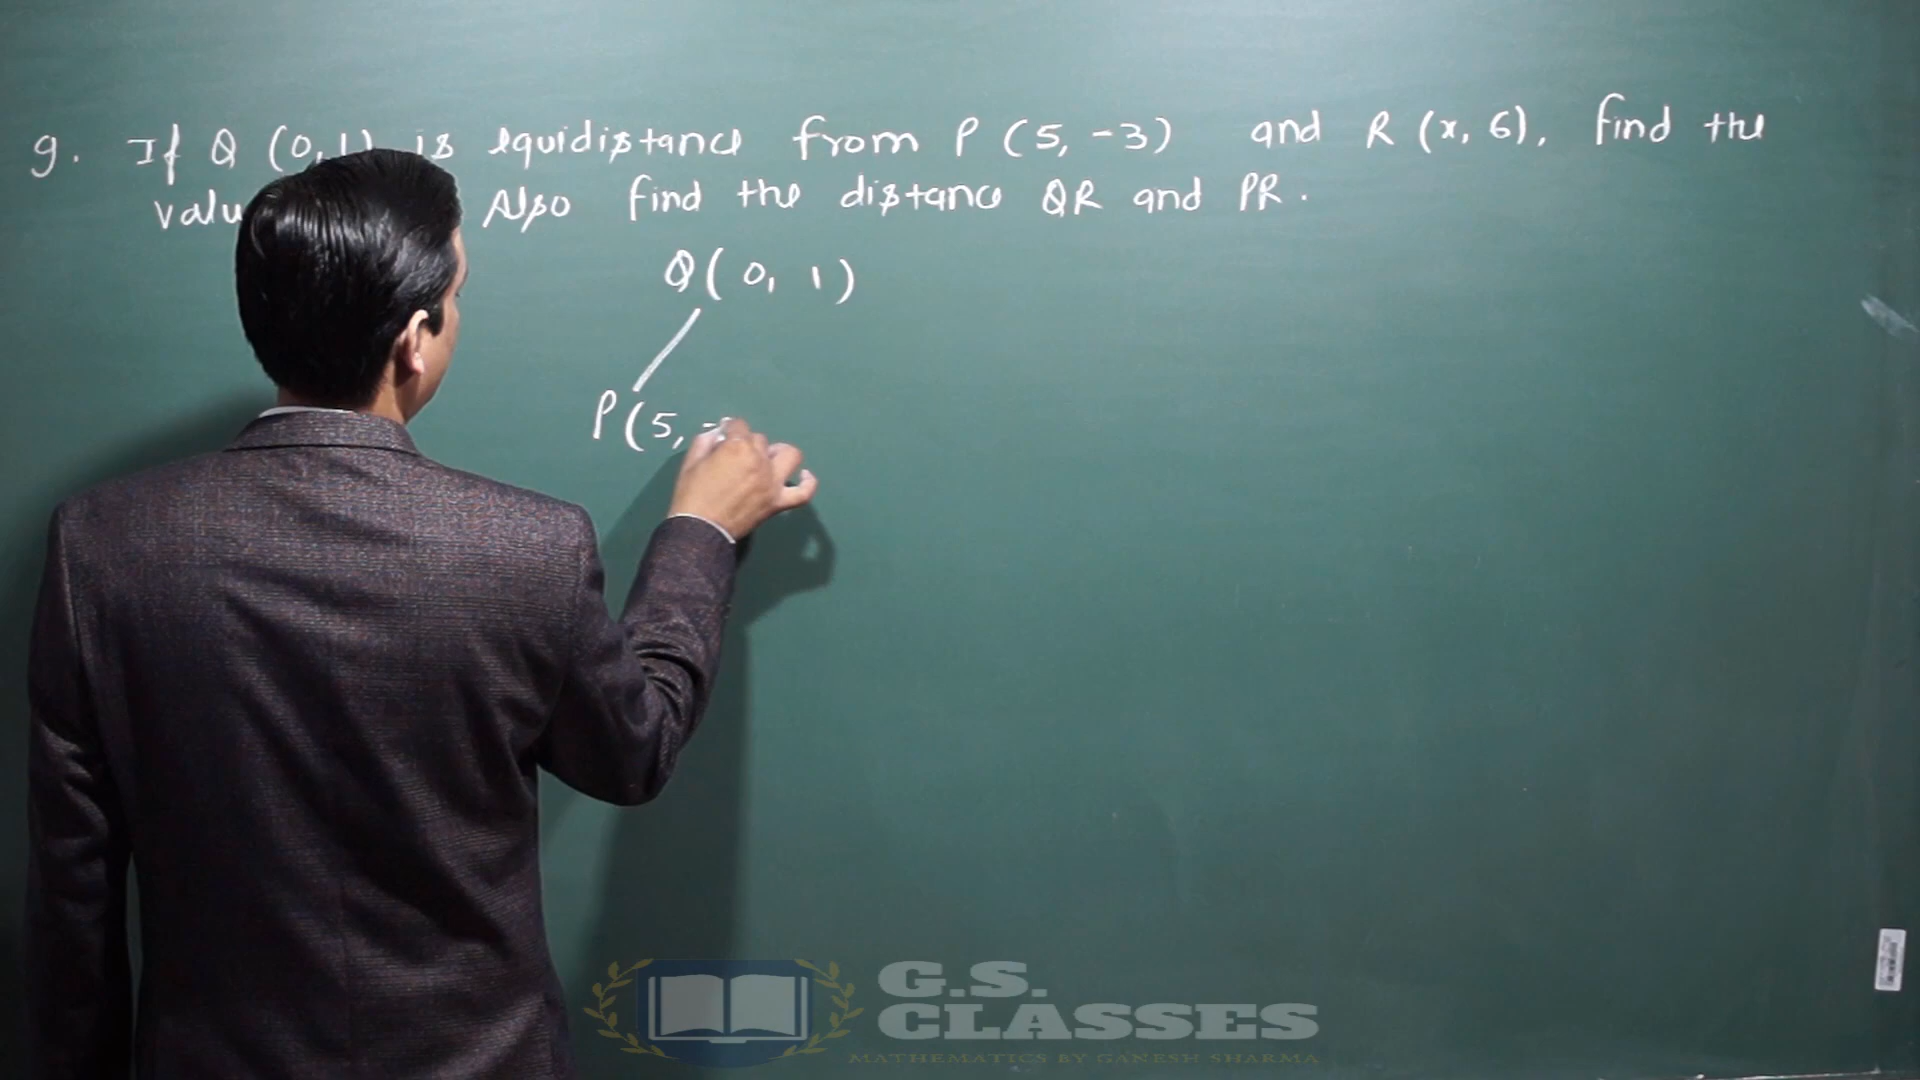 9. If Q (0,1) is equidistance from P (5, -3) and R (x, 6), find the
valu Also find the distance QR and PR.
Q( 0, 1)
P(5, -
G.S.
CLASSES
MATHEMATICS BY GANESH SHARMA